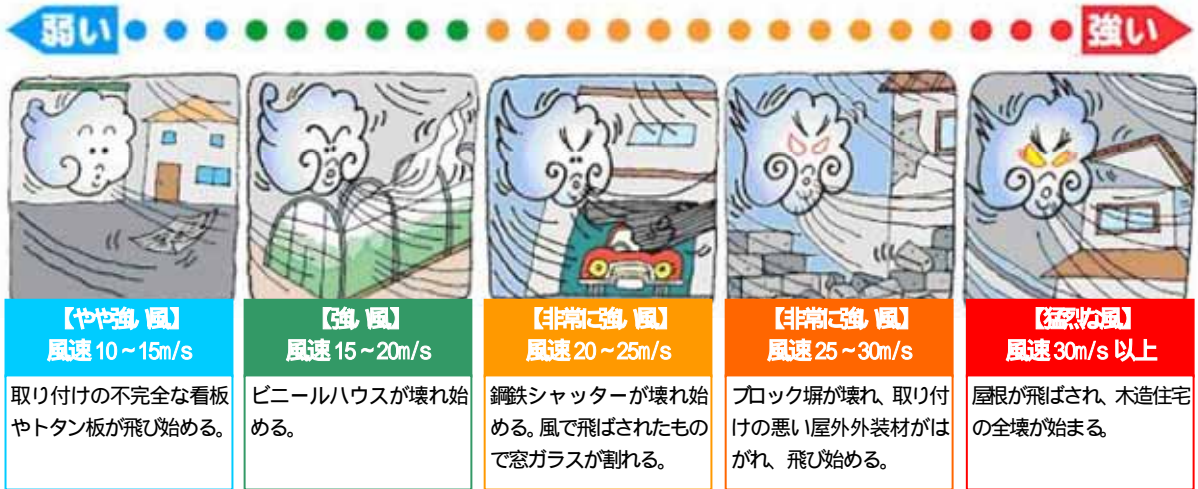 弱い
強い
【やや強い風】
風速10~15m/s
取り付けの不完全な看板
やトタン板が飛び始める。
【強い風】
風速15~20m/s
ビニールハウスが壊れ始
める。
【非常に強い風】
風速20~25m/s
鋼鉄シャッターが壊れ始
める。風で飛ばされたもの
で窓ガラスが割れる。
【非常に強い風】
風速25~30m/s
ブロック塀が壊れ、取り付
けの悪い屋外外装材がは
がれ、飛び始める。
【猛烈な風】
風速30m/s 以上
屋根が飛ばされ、木造住宅
の全壊が始まる。